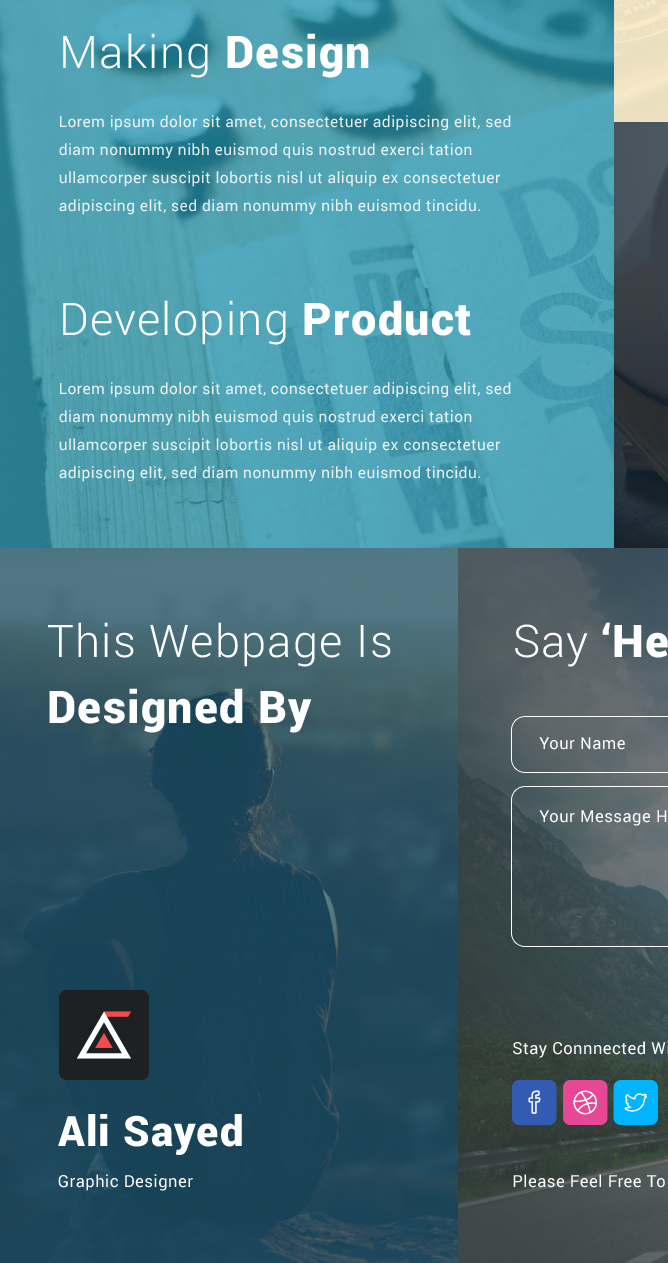 Making Design
Lorem ipsum dolor sit amet, consectetuer adipiscing elit, sed
diam nonummy nibh euismod quis nostrud exerci tation
ullamcorper suscipit lobortis nisl ut aliquip ex consectetuer
adipiscing elit, sed diam nonummy nibh euismod tincidu.
Developing Product
Lorem ipsum dolor sit amet, consectetuer adipiscing elit, sed
diam nonummy nibh euismod quis nostrud exerci tation
ullamcorper suscipit lobortis nisl ut aliquip ex consectetuer
adipiscing elit, sed diam nonummy nibh euismod tincidu.
This Webpage Is
Designed By
Ali Sayed
Graphic Designer
Say ‘He
Your Name
Your Message H
Stay Connnected Wi
Please Feel Free To